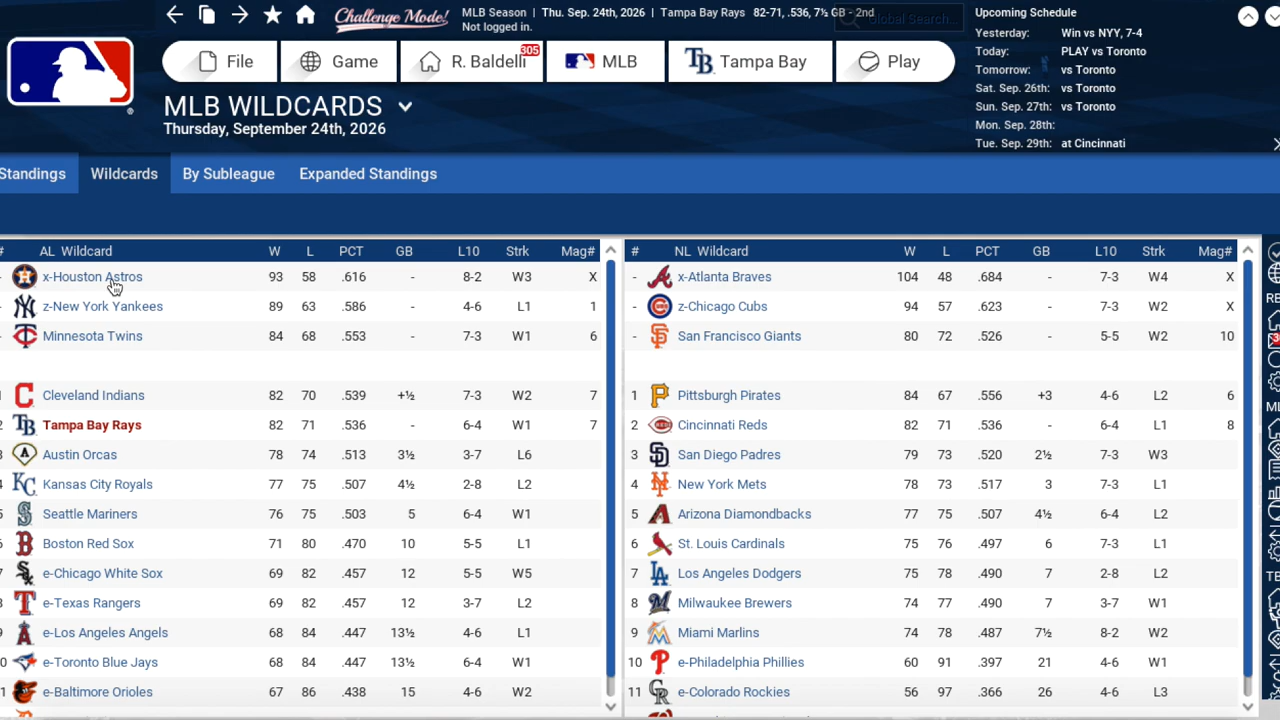 Challenge Mode!
MLB Season | Thu. Sep. 24th, 2026 | Tampa Bay Rays 82-71, .536, 7½ GB - 2nd
Not logged in.
Global Search...
Upcoming Schedule
Yesterday: Win vs NYY, 7-4
Today: PLAY vs Toronto
Tomorrow: vs Toronto
Sat. Sep. 26th: vs Toronto
Sun. Sep. 27th: vs Toronto
Mon. Sep. 28th:
Tue. Sep. 29th: at Cincinnati
File Game R. Baldelli 305 MLB Tampa Bay Play
MLB WILDCARDS
Thursday, September 24th, 2026
Standings Wildcards By Subleague Expanded Standings
AL Wildcard W L PCT GB L10 Strk Mag#
x-Houston Astros 93 58 .616 - 8-2 W3 X
z-New York Yankees 89 63 .586 - 4-6 L1 1
Minnesota Twins 84 68 .553 - 7-3 W1 6
Cleveland Indians 82 70 .539 +½ 7-3 W2 7
Tampa Bay Rays 82 71 .536 - 6-4 W1 7
Austin Orcas 78 74 .513 3½ 3-7 L6
Kansas City Royals 77 75 .507 4½ 2-8 L2
Seattle Mariners 76 75 .503 5 6-4 W1
Boston Red Sox 71 80 .470 10 5-5 L1
e-Chicago White Sox 69 82 .457 12 5-5 W5
e-Texas Rangers 69 82 .457 12 3-7 L2
e-Los Angeles Angels 68 84 .447 13½ 4-6 L1
e-Toronto Blue Jays 68 84 .447 13½ 6-4 W1
e-Baltimore Orioles 67 86 .438 15 4-6 W2
# NL Wildcard W L PCT GB L10 Strk Mag#
- x-Atlanta Braves 104 48 .684 - 7-3 W4 X
- z-Chicago Cubs 94 57 .623 - 7-3 W2 X
- San Francisco Giants 80 72 .526 - 5-5 W2 10
1 Pittsburgh Pirates 84 67 .556 +3 4-6 L2 6
2 Cincinnati Reds 82 71 .536 - 6-4 L1 8
3 San Diego Padres 79 73 .520 2½ 7-3 W3
4 New York Mets 78 73 .517 3 7-3 L1
5 Arizona Diamondbacks 77 75 .507 4½ 6-4 L2
6 St. Louis Cardinals 75 76 .497 6 7-3 L1
7 Los Angeles Dodgers 75 78 .490 7 2-8 L2
8 Milwaukee Brewers 74 77 .490 7 3-7 W1
9 Miami Marlins 74 78 .487 7½ 8-2 W2
10 e-Philadelphia Phillies 60 91 .397 21 4-6 W1
11 e-Colorado Rockies 56 97 .366 26 4-6 L3